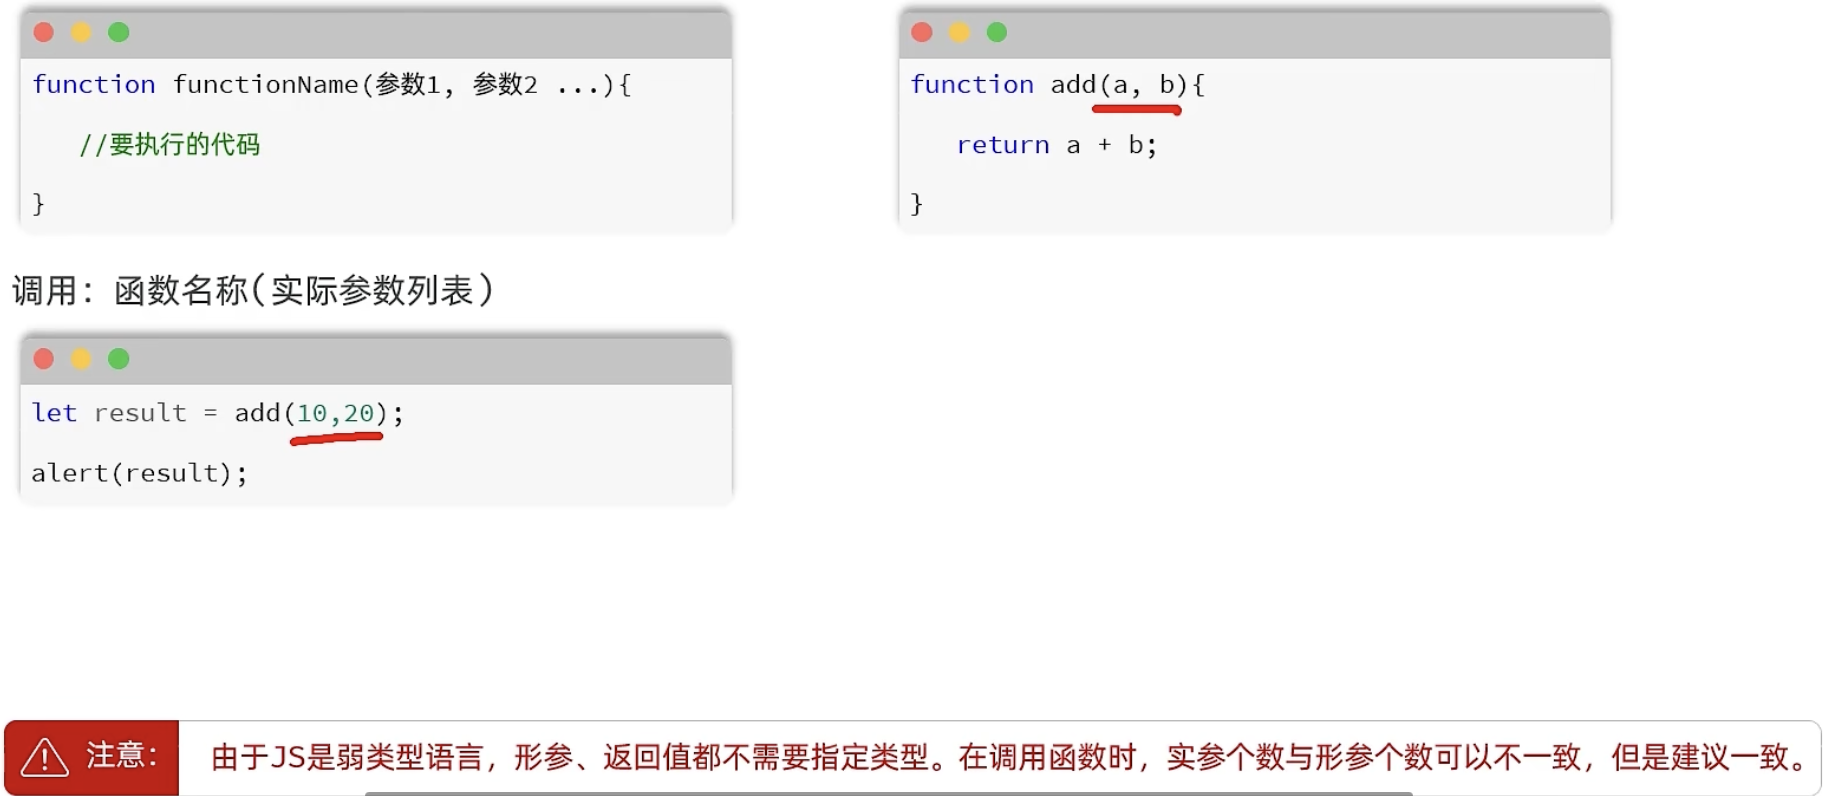 function functionName(参数1, 参数2 ...){
//要执行的代码
}
function add(a, b){
return a + b;
}
调用：函数名称(实际参数列表)
let result = add(10,20);
alert(result);
注意：
由于JS是弱类型语言，形参、返回值都不需要指定类型。在调用函数时，实参个数与形参个数可以不一致，但是建议一致。